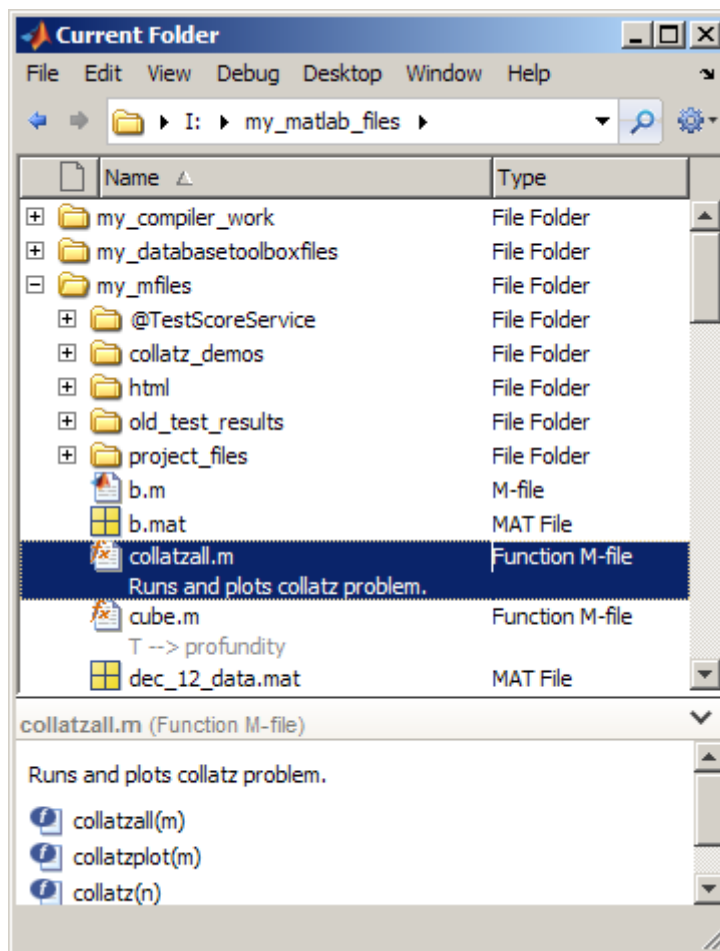 Current Folder
File Edit View Debug Desktop Window Help
I: my_matlab_files
Name Type
my_compiler_work File Folder
my_databasetoolboxfiles File Folder
my_mfiles File Folder
@TestScoreService File Folder
collatz_demos File Folder
html File Folder
old_test_results File Folder
project_files File Folder
b.m M-file
b.mat MAT File
collatzall.m Function M-file
Runs and plots collatz problem.
cube.m Function M-file
T --> profundity
dec_12_data.mat MAT File
collatzall.m (Function M-file)
Runs and plots collatz problem.
collatzall(m)
collatzplot(m)
collatz(n)